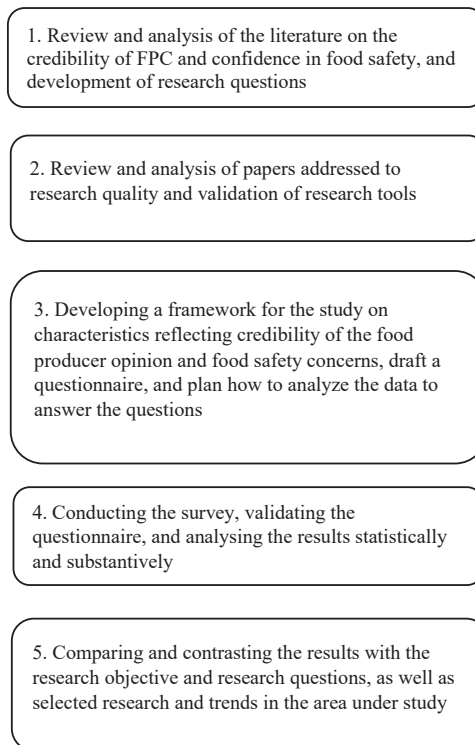 1. Review and analysis of the literature on the
credibility of FPC and confidence in food safety, and
development of research questions
2. Review and analysis of papers addressed to
research quality and validation of research tools
3. Developing a framework for the study on
characteristics reflecting credibility of the food
producer opinion and food safety concerns, draft a
questionnaire, and plan how to analyze the data to
answer the questions
4. Conducting the survey, validating the
questionnaire, and analysing the results statistically
and substantively
5. Comparing and contrasting the results with the
research objective and research questions, as well as
selected research and trends in the area under study